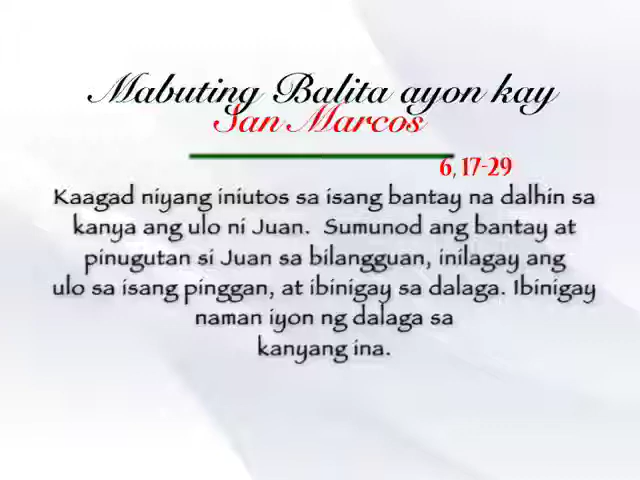 Mabuting Balita ayon kay
San Marcos
6, 17-29
Kaagad niyang iniutos sa isang bantay na dalhin sa
kanya ang ulo ni Juan. Sumunod ang bantay at
pinugutan si Juan sa bilangguan, inilagay ang
ulo sa isang pinggan, at ibinigay sa dalaga. Ibinigay
naman iyon ng dalaga sa
kanyang ina.